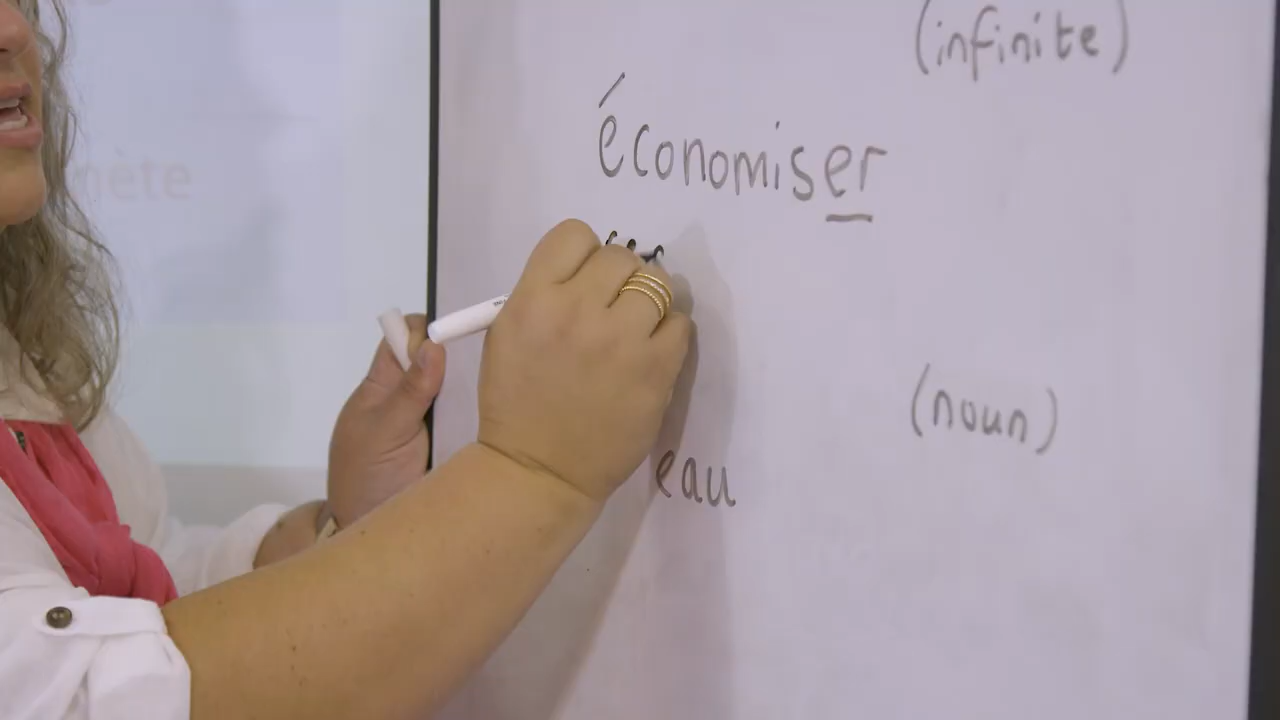 (infinite)
économiser
(noun)
eau